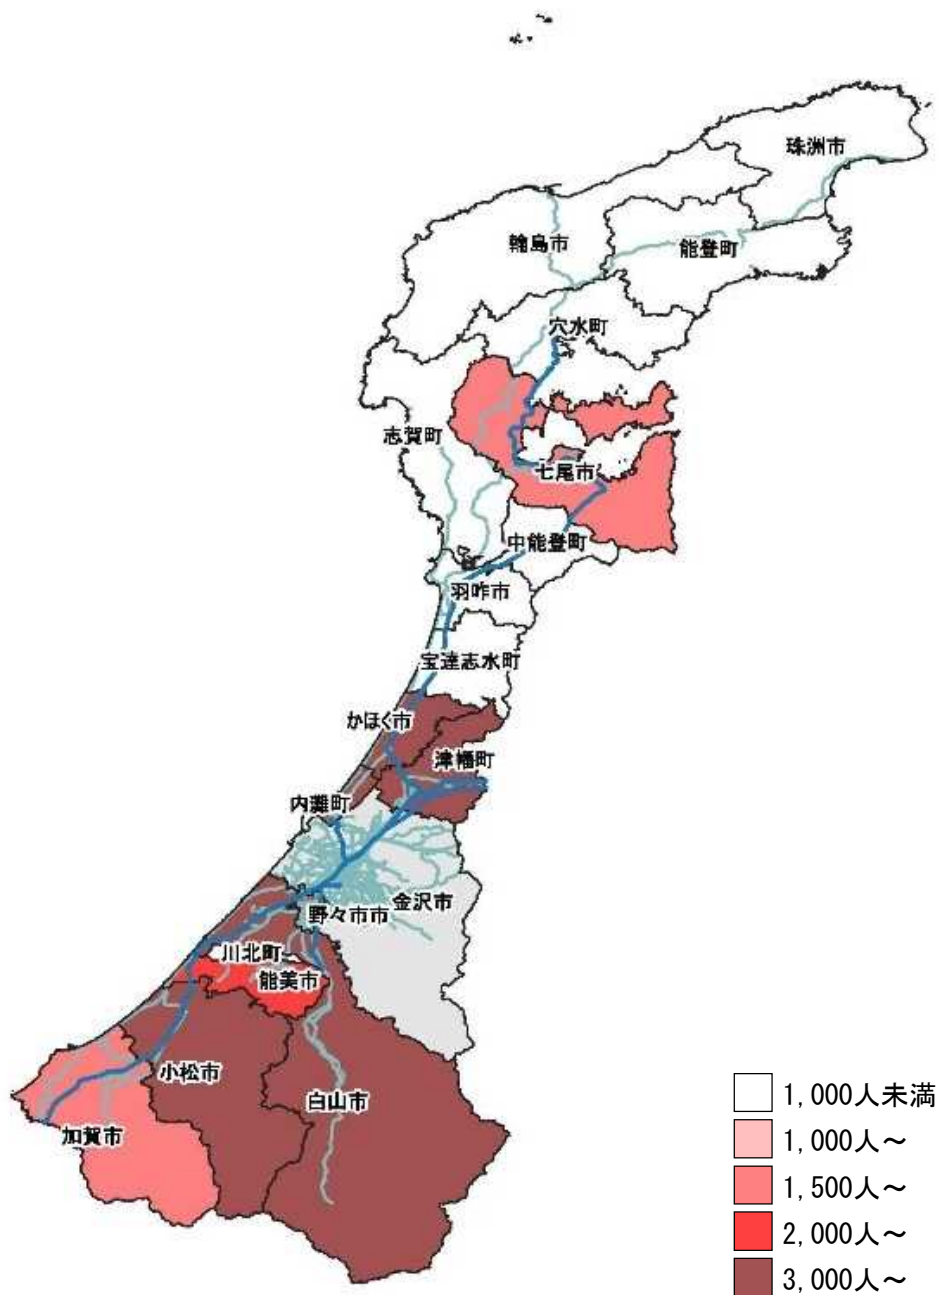 珠洲市
輪島市
能登町
穴水町
志賀町
七尾市
中能登町
羽咋市
宝達志水町
かほく市
津幡町
内灘町
金沢市
野々市市
川北町
能美市
小松市
白山市
加賀市
1,000人未満
1,000人～
1,500人～
2,000人～
3,000人～